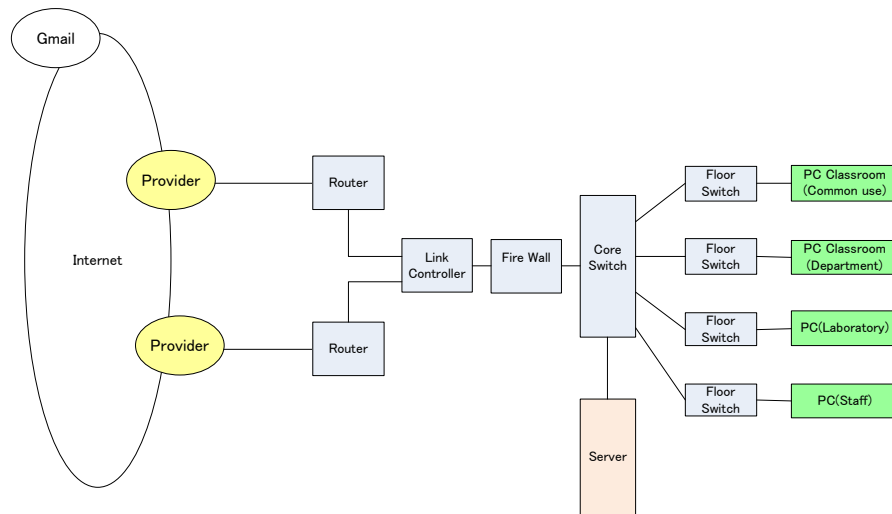 Gmail
Provider
Router
Internet
Provider
Router
Link
Controller
Fire Wall
Core
Switch
Server
Floor
Switch
PC Classroom
(Common use)
Floor
Switch
PC Classroom
(Department)
Floor
Switch
PC(Laboratory)
Floor
Switch
PC(Staff)